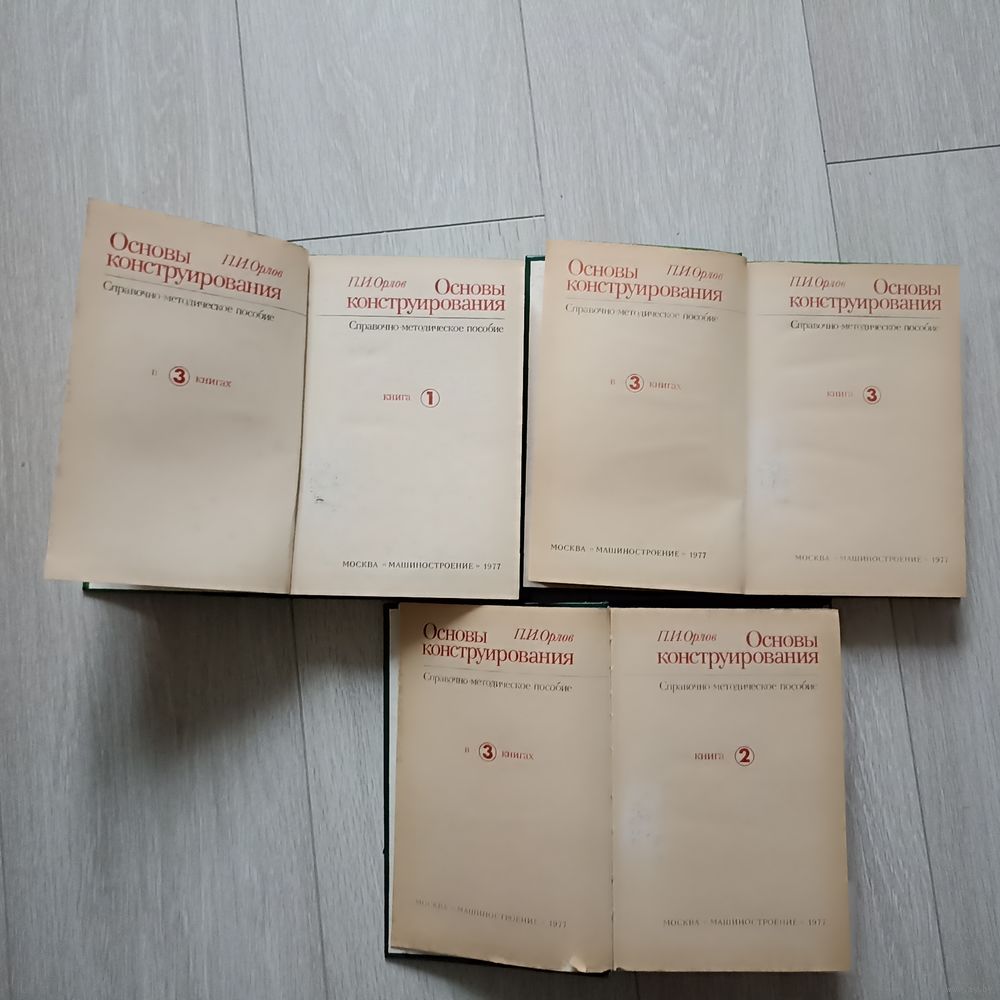 Основы П.И.Орлов
конструирования
Справочно-методическое пособие
в 3 книгах
П.И.Орлов Основы
конструирования
Справочно-методическое пособие
книга 1
МОСКВА «МАШИНОСТРОЕНИЕ» 1977
Основы П.И.Орлов
конструирования
Справочно-методическое пособие
в 3 книгах
МОСКВА «МАШИНОСТРОЕНИЕ» 1977
П.И.Орлов Основы
конструирования
Справочно-методическое пособие
книга 3
МОСКВА «МАШИНОСТРОЕНИЕ» 1977
Основы П.И.Орлов
конструирования
Справочно-методическое пособие
в 3 книгах
МОСКВА «МАШИНОСТРОЕНИЕ» 1977
П.И.Орлов Основы
конструирования
Справочно-методическое пособие
книга 2
МОСКВА «МАШИНОСТРОЕНИЕ» 1977